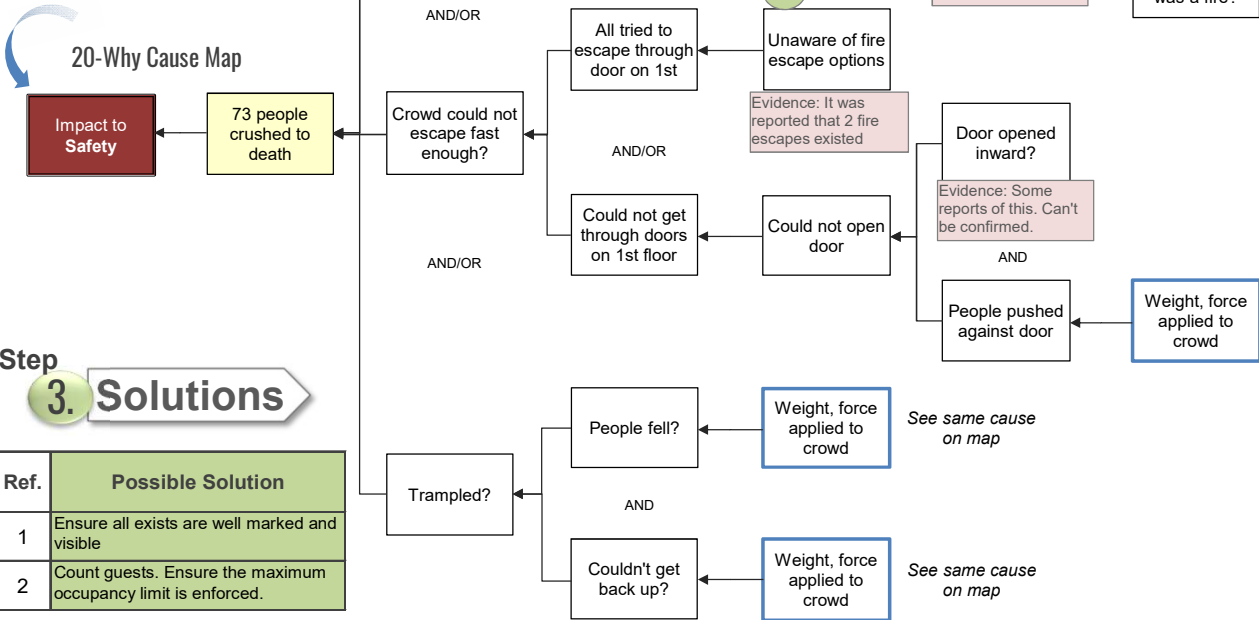 was a fire?
AND/OR
All tried to
escape through
door on 1st
Unaware of fire
escape options
20-Why Cause Map
Impact to
Safety
73 people
crushed to
death
Crowd could not
escape fast
enough?
Evidence: It was
reported that 2 fire
escapes existed
AND/OR
Door opened
inward?
Evidence: Some
reports of this. Can't
be confirmed.
Could not get
through doors
on 1st floor
Could not open
door
AND/OR
AND
People pushed
against door
Weight, force
applied to
crowd
Step
3. Solutions
People fell?
Weight, force
applied to
crowd
See same cause
on map
Ref.
Possible Solution
1
Ensure all exists are well marked and
visible
2
Count guests. Ensure the maximum
occupancy limit is enforced.
Trampled?
AND
Couldn't get
back up?
Weight, force
applied to
crowd
See same cause
on map